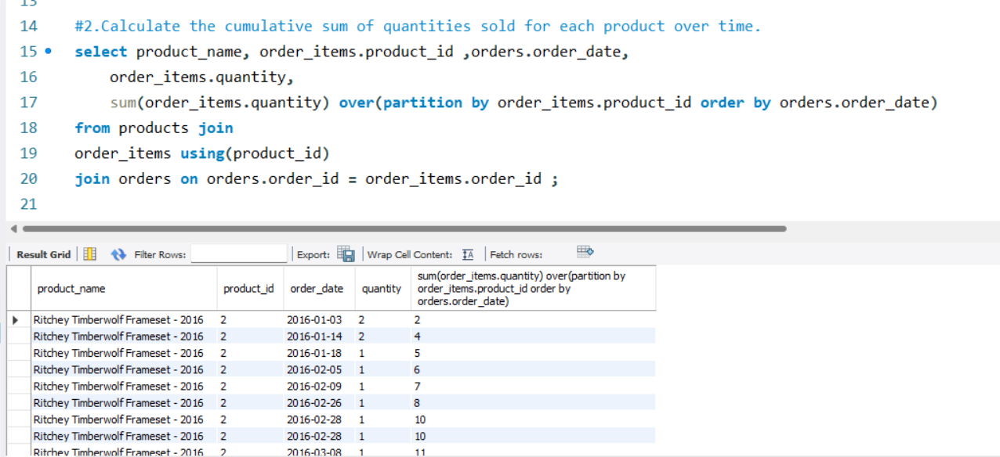 13
14 #2.Calculate the cumulative sum of quantities sold for each product over time.
15 select product_name, order_items.product_id ,orders.order_date,
16 order_items.quantity,
17 sum(order_items.quantity) over(partition by order_items.product_id order by orders.order_date)
18 from products join
19 order_items using(product_id)
20 join orders on orders.order_id = order_items.order_id ;
21
Result Grid Filter Rows: Export: Wrap Cell Content: IA Fetch rows:
product_name product_id order_date quantity sum(order_items.quantity) over(partition by
order_items.product_id order by
orders.order_date)
Ritchey Timberwolf Frameset - 2016 2 2016-01-03 2 2
Ritchey Timberwolf Frameset - 2016 2 2016-01-14 2 4
Ritchey Timberwolf Frameset - 2016 2 2016-01-18 1 5
Ritchey Timberwolf Frameset - 2016 2 2016-02-05 1 6
Ritchey Timberwolf Frameset - 2016 2 2016-02-09 1 7
Ritchey Timberwolf Frameset - 2016 2 2016-02-26 1 8
Ritchey Timberwolf Frameset - 2016 2 2016-02-28 1 10
Ritchey Timberwolf Frameset - 2016 2 2016-02-28 1 10
Ritchey Timberwolf Frameset - 2016 2 2016-03-08 1 11